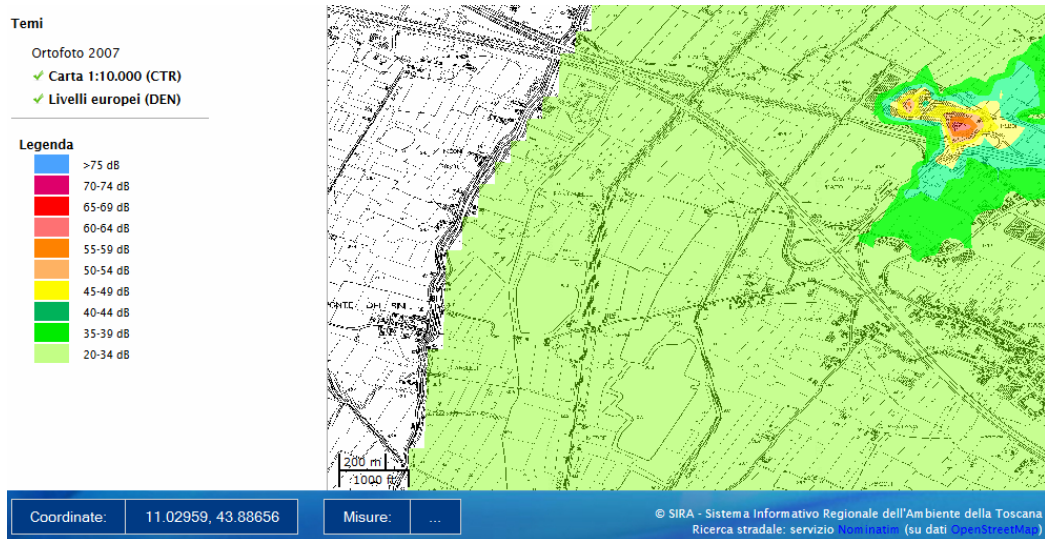 Temi
Ortofoto 2007
Carta 1:10.000 (CTR)
Livelli europei (DEN)
Legenda
>75 dB
70-74 dB
65-69 dB
60-64 dB
55-59 dB
50-54 dB
45-49 dB
40-44 dB
35-39 dB
20-34 dB
200 m
1000 ft
Coordinate: 11.02959, 43.88656 Misure: ...
© SIRA - Sistema Informativo Regionale dell'Ambiente della Toscana
Ricerca stradale: servizio Nominatim (su dati OpenStreetMap)